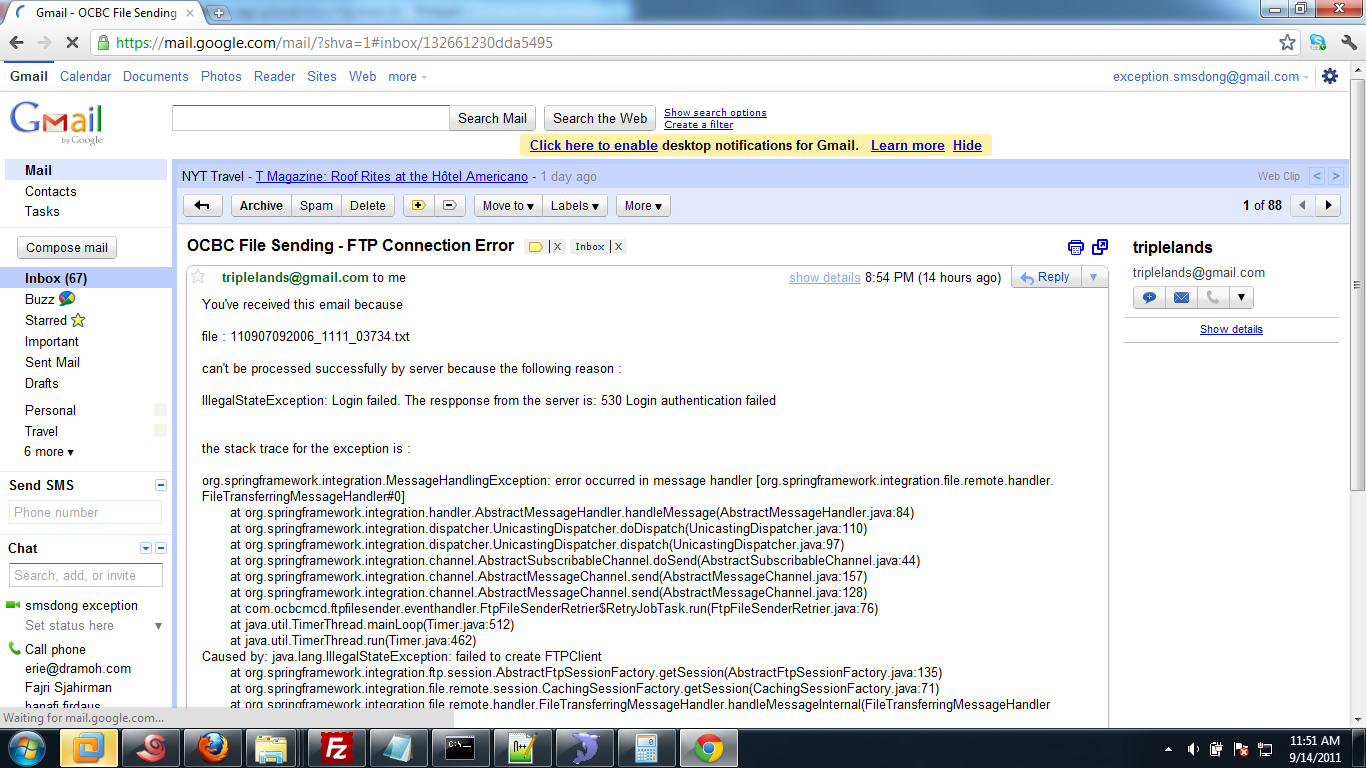 Gmail - OCBC File Sending
https://mail.google.com/mail/?shva=1#inbox/132661230dda5495
Gmail Calendar Documents Photos Reader Sites Web more
exception.smsdong@gmail.com
Gmail
by Google
Search Mail Search the Web Show search options
Create a filter
Click here to enable desktop notifications for Gmail. Learn more Hide
Mail
Contacts
Tasks
Compose mail
Inbox (67)
Buzz
Starred
Important
Sent Mail
Drafts
Personal
Travel
6 more ▾
Send SMS
Phone number
Chat
Search, add, or invite
smsdong exception
Set status here
Call phone
erie@dramoh.com
Fajri Sjahirman
hanafi firdaus
NYT Travel - T Magazine: Roof Rites at the Hôtel Americano - 1 day ago
Web Clip < >
Archive Spam Delete Move to ▾ Labels ▾ More ▾
1 of 88
OCBC File Sending - FTP Connection Error | X Inbox | X
triplelands@gmail.com to me
show details 8:54 PM (14 hours ago) Reply
You've received this email because
file : 110907092006_1111_03734.txt
can't be processed successfully by server because the following reason :
IllegalStateException: Login failed. The respponse from the server is: 530 Login authentication failed
the stack trace for the exception is :
org.springframework.integration.MessageHandlingException: error occurred in message handler [org.springframework.integration.file.remote.handler.
FileTransferringMessageHandler#0]
at org.springframework.integration.handler.AbstractMessageHandler.handleMessage(AbstractMessageHandler.java:84)
at org.springframework.integration.dispatcher.UnicastingDispatcher.doDispatch(UnicastingDispatcher.java:110)
at org.springframework.integration.dispatcher.UnicastingDispatcher.dispatch(UnicastingDispatcher.java:97)
at org.springframework.integration.channel.AbstractSubscribableChannel.doSend(AbstractSubscribableChannel.java:44)
at org.springframework.integration.channel.AbstractMessageChannel.send(AbstractMessageChannel.java:157)
at org.springframework.integration.channel.AbstractMessageChannel.send(AbstractMessageChannel.java:128)
at com.ocbcmcd.ftpfilesender.eventhandler.FtpFileSenderRetrier$RetryJobTask.run(FtpFileSenderRetrier.java:76)
at java.util.TimerThread.mainLoop(Timer.java:512)
at java.util.TimerThread.run(Timer.java:462)
Caused by: java.lang.IllegalStateException: failed to create FTPClient
at org.springframework.integration.ftp.session.AbstractFtpSessionFactory.getSession(AbstractFtpSessionFactory.java:135)
at org.springframework.integration.file.remote.session.CachingSessionFactory.getSession(CachingSessionFactory.java:71)
at org.springframework.integration.file.remote.handler.FileTransferringMessageHandler.handleMessageInternal(FileTransferringMessageHandler
triplelands
triplelands@gmail.com
Show details
Waiting for mail.google.com...
11:51 AM
9/14/2011